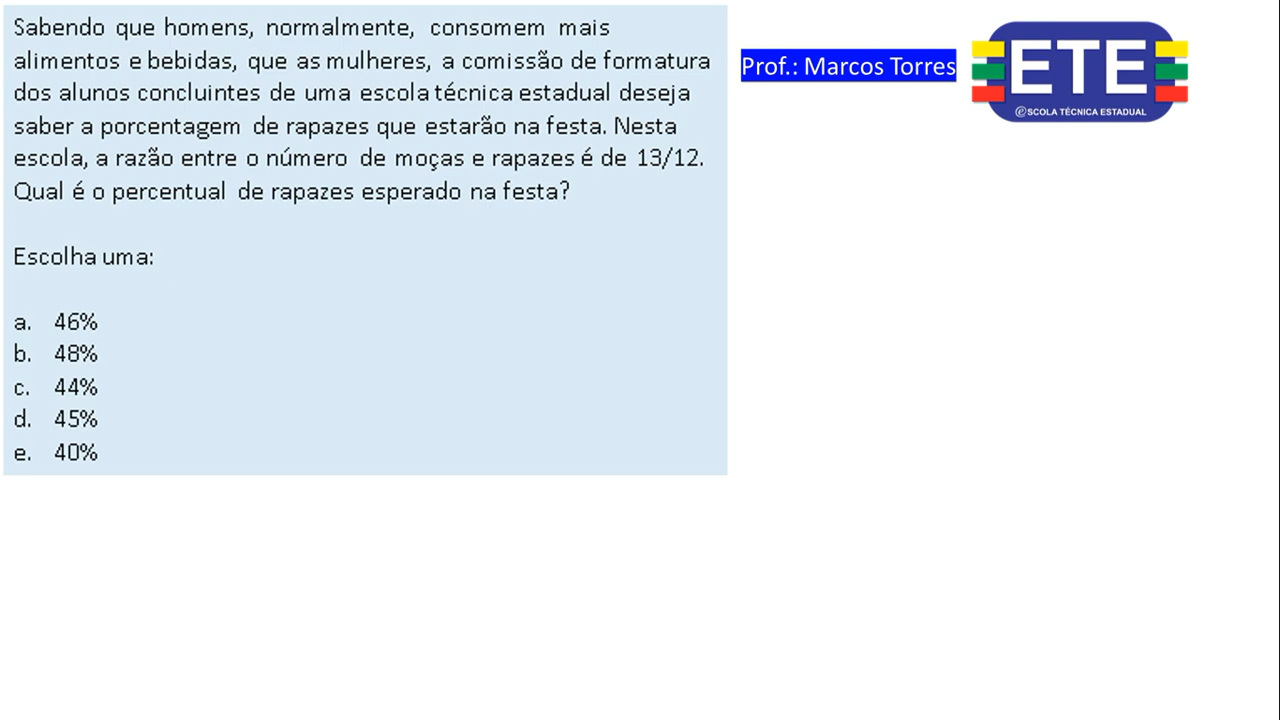 Sabendo que homens, normalmente, consomem mais
alimentos e bebidas, que as mulheres, a comissão de formatura
dos alunos concluintes de uma escola técnica estadual deseja
saber a porcentagem de rapazes que estarão na festa. Nesta
escola, a razão entre o número de moças e rapazes é de 13/12.
Qual é o percentual de rapazes esperado na festa?
Escolha uma:
a. 46%
b. 48%
c. 44%
d. 45%
e. 40%
Prof.: Marcos Torres
ETE
eSCOLA TÉCNICA ESTADUAL